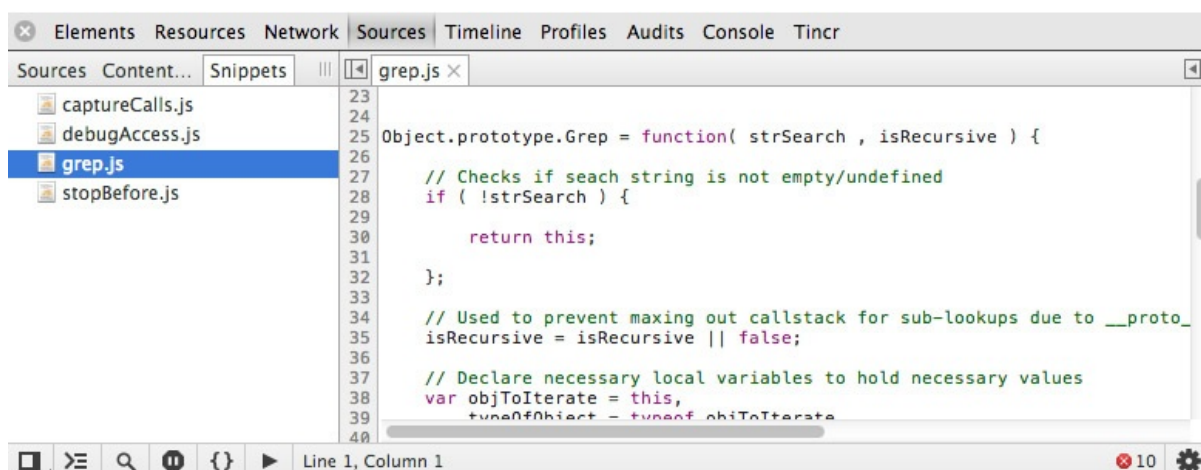 Elements Resources Network Sources Timeline Profiles Audits Console Tincr
Sources Content... Snippets grep.js
captureCalls.js
debugAccess.js
grep.js
stopBefore.js
23
24
25 Object.prototype.Grep = function( strSearch , isRecursive ) {
26
27 // Checks if seach string is not empty/undefined
28 if ( !strSearch ) {
29
30 return this;
31
32 };
33
34 // Used to prevent maxing out callstack for sub-lookups due to __proto_
35 isRecursive = isRecursive || false;
36
37 // Declare necessary local variables to hold necessary values
38 var objToIterate = this,
39 typeOfObject = typeof objToIterate
40
{} Line 1, Column 1 10